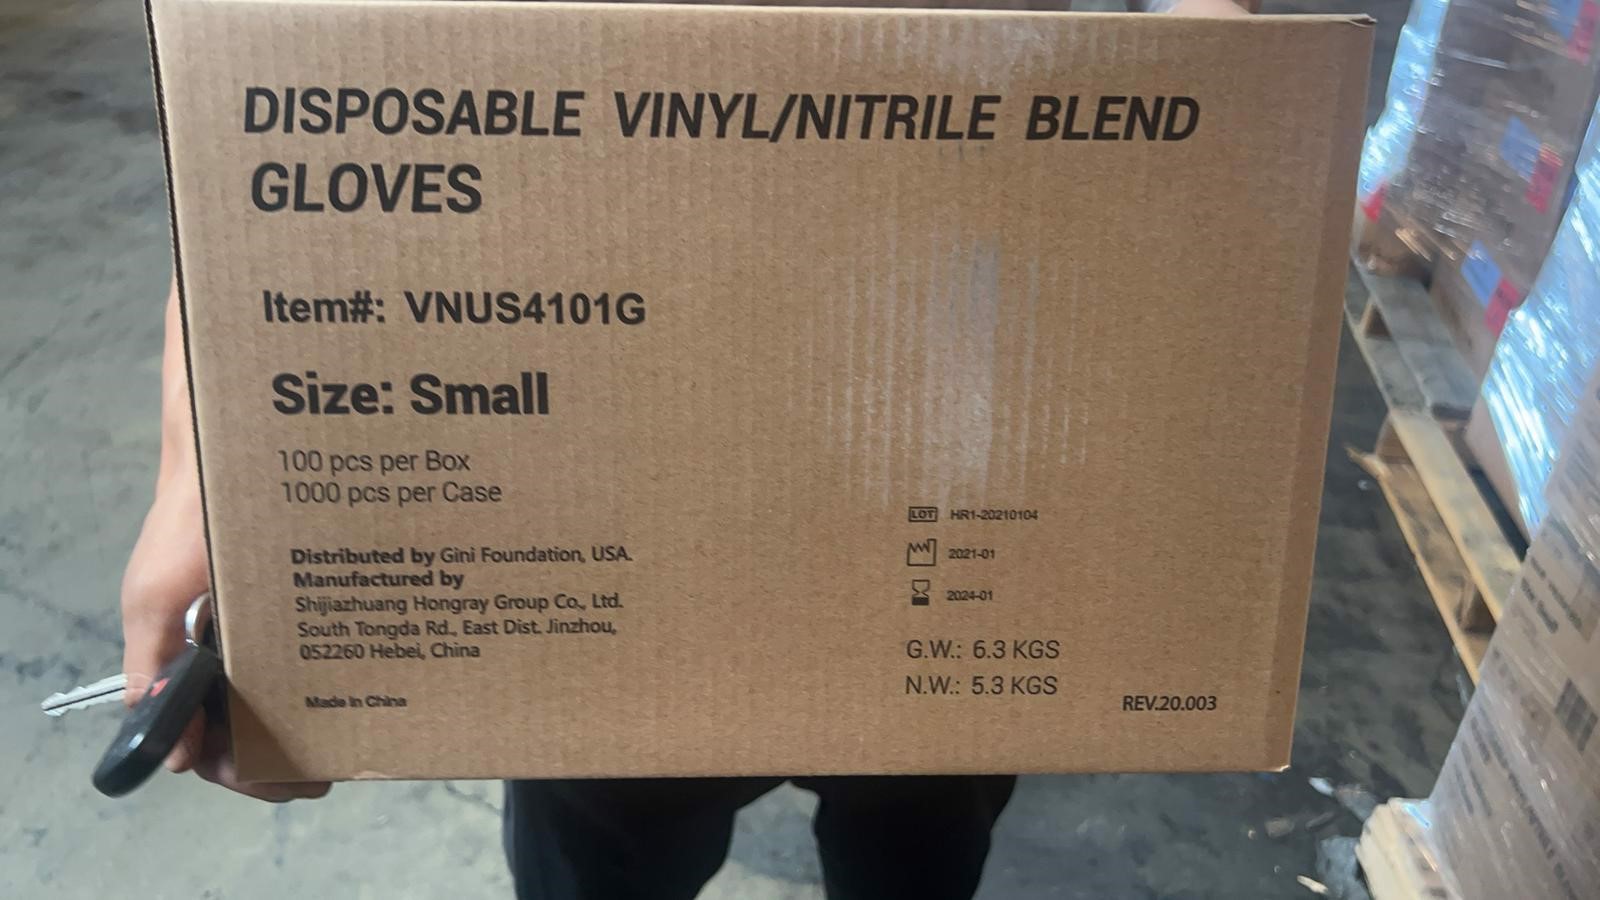 DISPOSABLE VINYL/NITRILE BLEND
GLOVES
Item#: VNUS4101G
Size: Small
100 pcs per Box
1000 pcs per Case
Distributed by Gini Foundation, USA.
Manufactured by
Shijiazhuang Hongray Group Co., Ltd.
South Tongda Rd., East Dist. Jinzhou,
052260 Hebei, China
Made In China
LOT HR1-20210104
2021-01
2024-01
G.W.: 6.3 KGS
N.W.: 5.3 KGS
REV.20.003